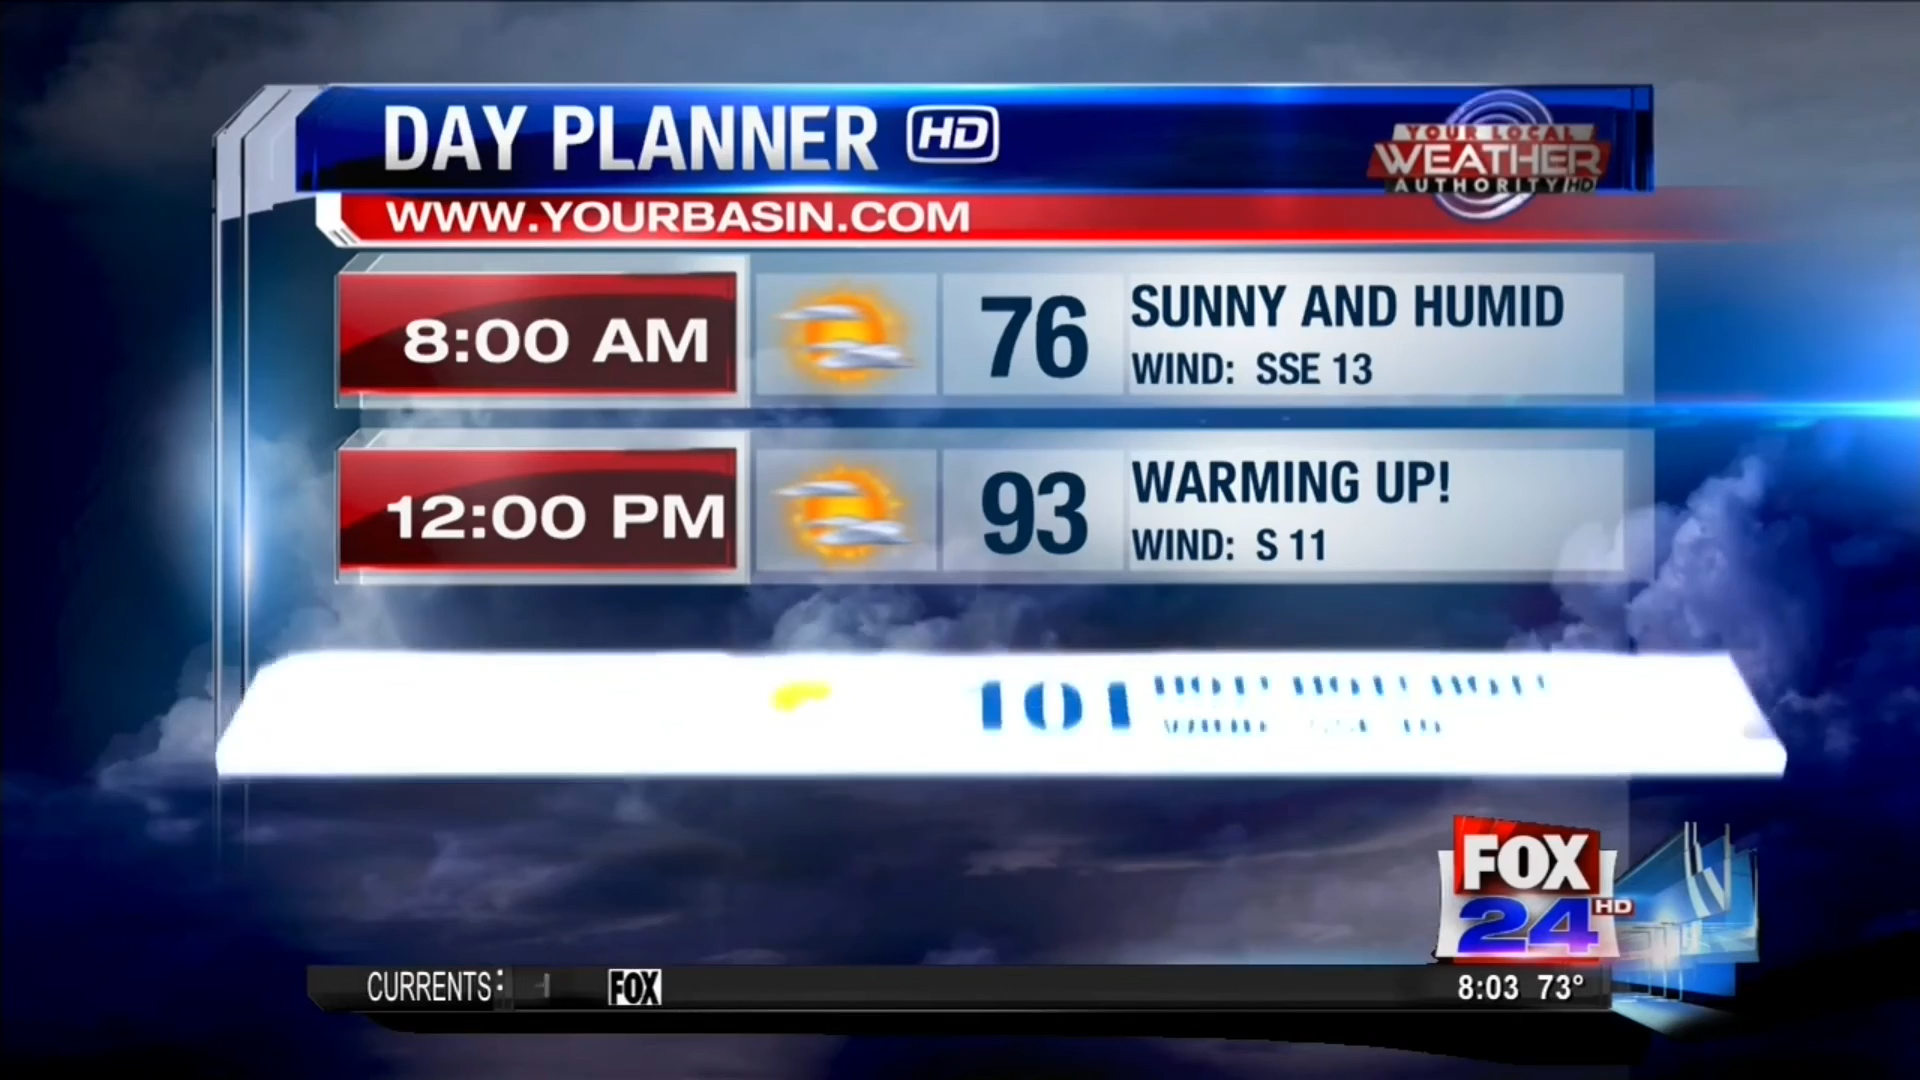 DAY PLANNER HD
YOUR LOCAL
WEATHER
AUTHORITY HD
WWW.YOURBASIN.COM
8:00 AM
76
SUNNY AND HUMID
WIND: SSE 13
12:00 PM
93
WARMING UP!
WIND: S 11
101
FOX
24 HD
CURRENTS:
FOX
8:03 73°